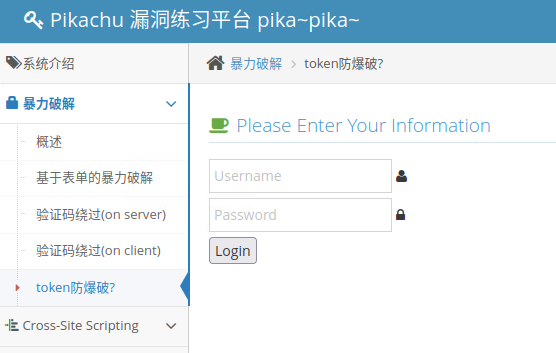 Pikachu 漏洞练习平台 pika~pika~
系统介绍
暴力破解
概述
基于表单的暴力破解
验证码绕过(on server)
验证码绕过(on client)
token防爆破?
Cross-Site Scripting
暴力破解 > token防爆破?
Please Enter Your Information
Username
Password
Login